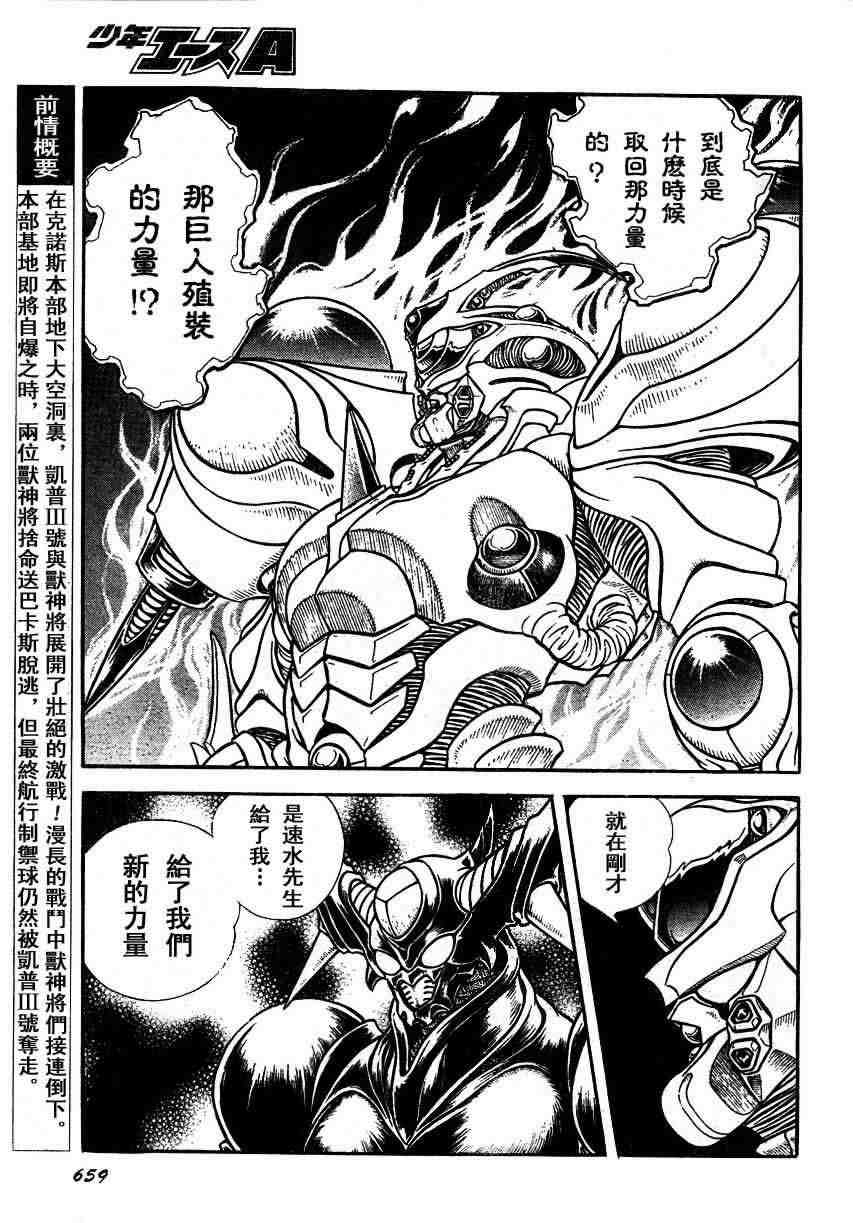 少年エースA
到底是
什麽時候
取回那力量
的？
那巨人殖裝
的力量!?
就在剛才
是速水先生
給了我…
給了我們
新的力量
前情概要
在克諾斯本部地下大空洞裏，凱普III號與獸神將展開了壯絕的激戰！漫長的戰鬥中獸神將們接連倒下。
本部基地即將自爆之時，兩位獸神將捨命送巴卡斯脫逃，但最終航行制禦球仍然被凱普III號奪走。
659